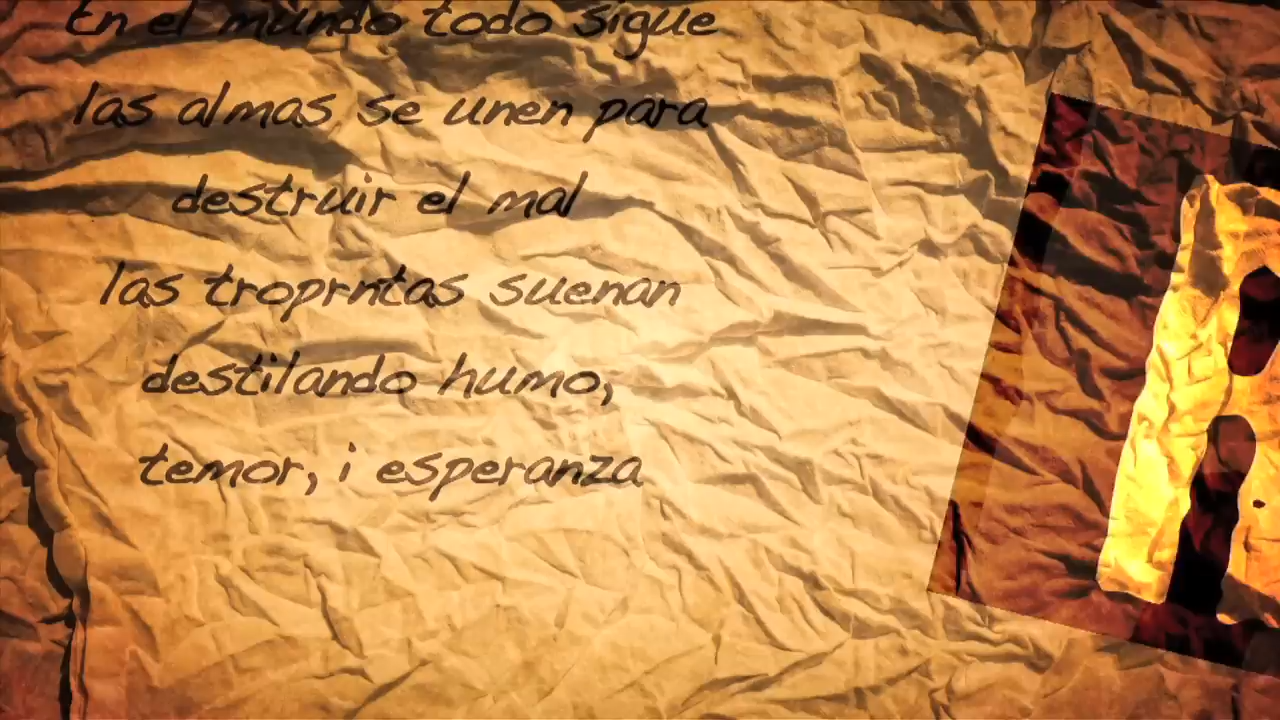 En el mundo todo sigue
las almas se unen para
destruir el mal
las troprntas suenan
destilando humo,
temor, i esperanza